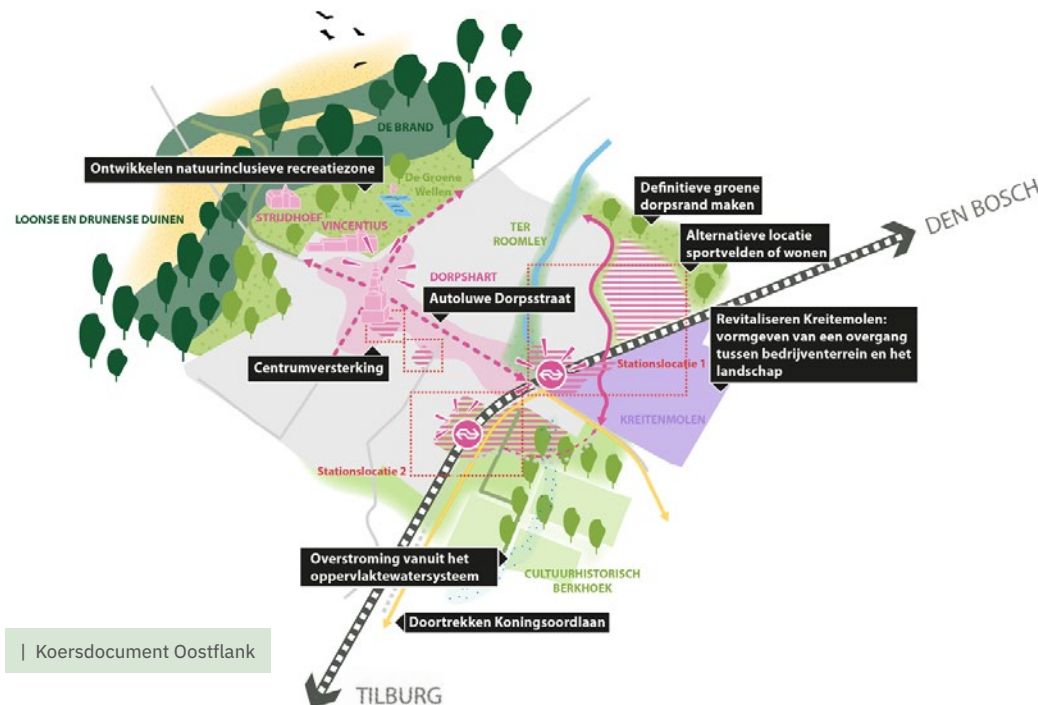 DE BRAND
Ontwikkelen natuurinclusieve recreatiezone
De Groene
Wellen
STRIJDHOEF
LOONSE EN DRUNENSE DUINEN
VINCENTIUS
Definitieve groene
dorpsrand maken
DEN BOSCH
TER
ROOMLEY
Alternatieve locatie
sportvelden of wonen
DORPSHART
Autoluwe Dorpsstraat
Revitaliseren Kreitemolen:
vormgeven van een overgang
tussen bedrijventerrein en het
landschap
Centrumversterking
Stationslocatie 1
KREITENMOLEN
Stationslocatie 2
Overstroming vanuit het
oppervlaktewatersysteem
CULTUURHISTORISCH
BERKHOEK
Doortrekken Koningsoordlaan
| Koersdocument Oostflank
TILBURG